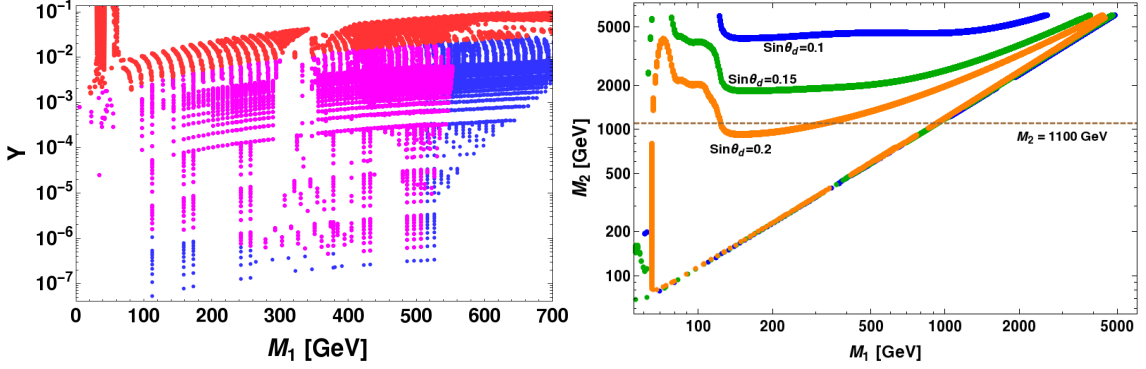 10⁻¹
10⁻²
10⁻³
10⁻⁴
10⁻⁵
10⁻⁶
10⁻⁷
Y
0 100 200 300 400 500 600 700
M₁ [GeV]
5000
2000
1000
500
200
100
M₂ [GeV]
Sinθd=0.1
Sinθd=0.15
Sinθd=0.2
M₂ = 1100 GeV
100 200 500 1000 2000 5000
M₁ [GeV]